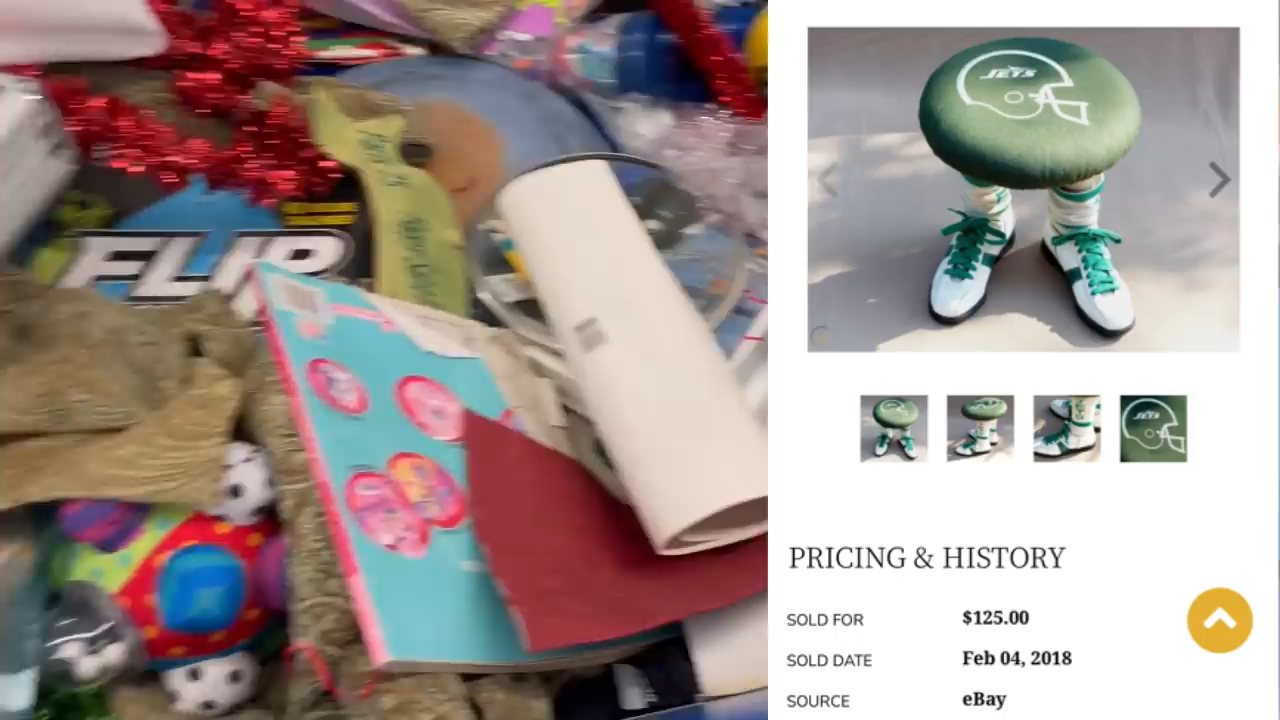 FLIP
JETS
JETS
PRICING & HISTORY
SOLD FOR $125.00
SOLD DATE Feb 04, 2018
SOURCE eBay